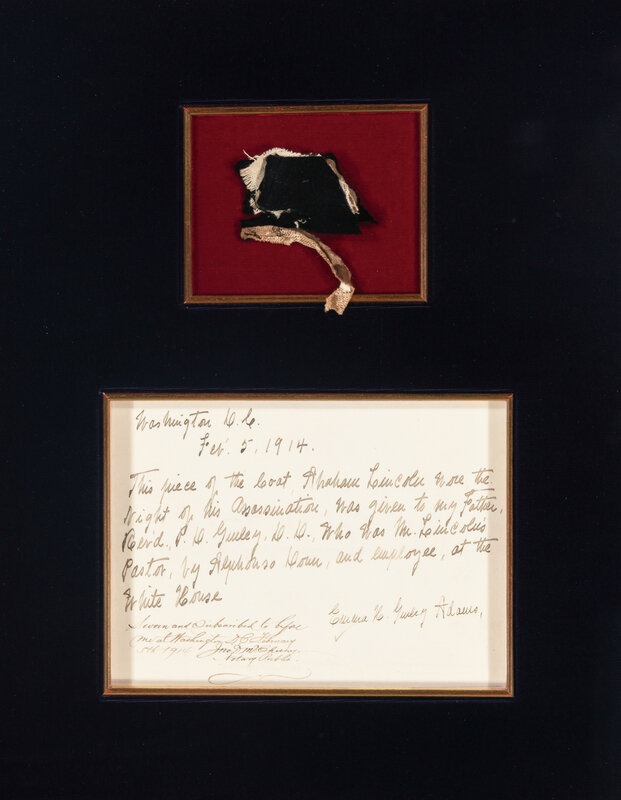 Washington D.C.
Feb. 5, 1914.
This piece of the Coat, Abraham Lincoln wore the
Night of his Assasination, was given to my Father,
Revd. P. D. Gurley, D.D., Who was Mr. Lincoln's
Pastor, by Alphonso Donn, and employee, at the
White House
Emma H. Gurley Adams,
Sworn and subscribed to before
me at Washington D.C. February
5th 1914
Notary Public